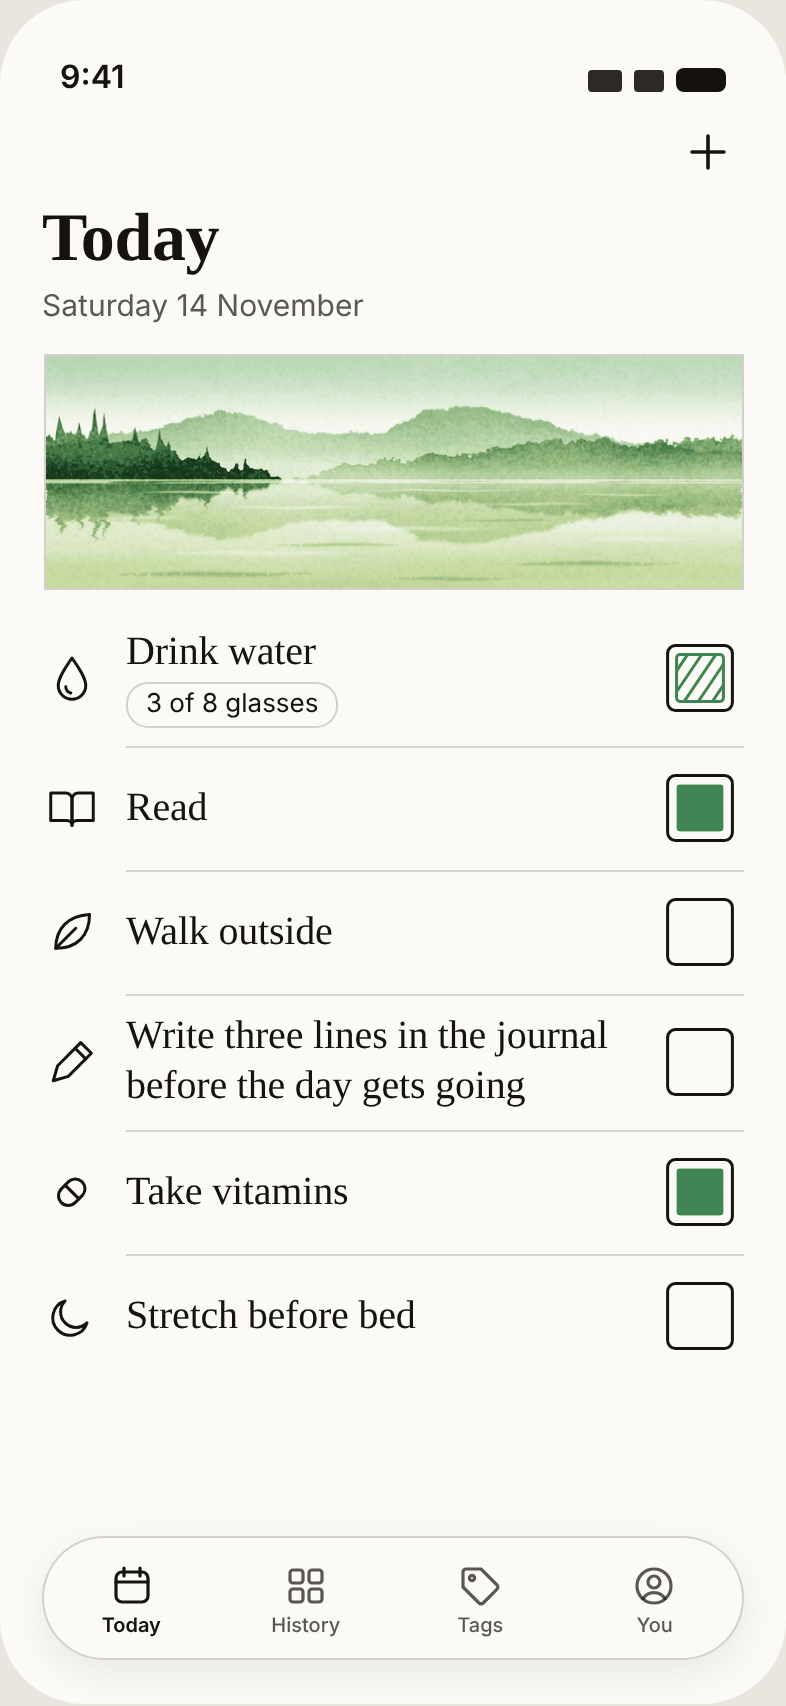 9:41
Today
Saturday 14 November
Drink water
3 of 8 glasses
Read
Walk outside
Write three lines in the journal
before the day gets going
Take vitamins
Stretch before bed
Today
History
Tags
You